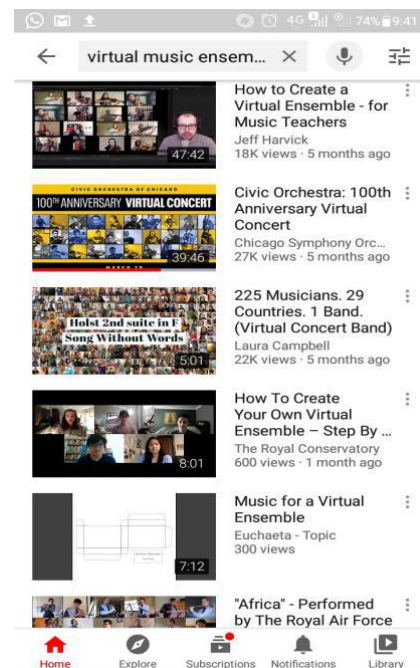 4G 74% 9:41
virtual music ensem...
47:42
How to Create a
Virtual Ensemble - for
Music Teachers
Jeff Harvick
18K views · 5 months ago
CIVIC ORCHESTRA OF CHICAGO
100TH ANNIVERSARY VIRTUAL CONCERT
39:46
Civic Orchestra: 100th
Anniversary Virtual
Concert
Chicago Symphony Orc...
27K views · 5 months ago
Holst 2nd suite in F
Song Without Words
5:01
225 Musicians. 29
Countries. 1 Band.
(Virtual Concert Band)
Laura Campbell
22K views · 5 months ago
8:01
How To Create
Your Own Virtual
Ensemble – Step By ...
The Royal Conservatory
600 views · 1 month ago
7:12
Music for a Virtual
Ensemble
Euchaeta - Topic
300 views
"Africa" - Performed
by The Royal Air Force
Home Explore Subscriptions Notifications Library